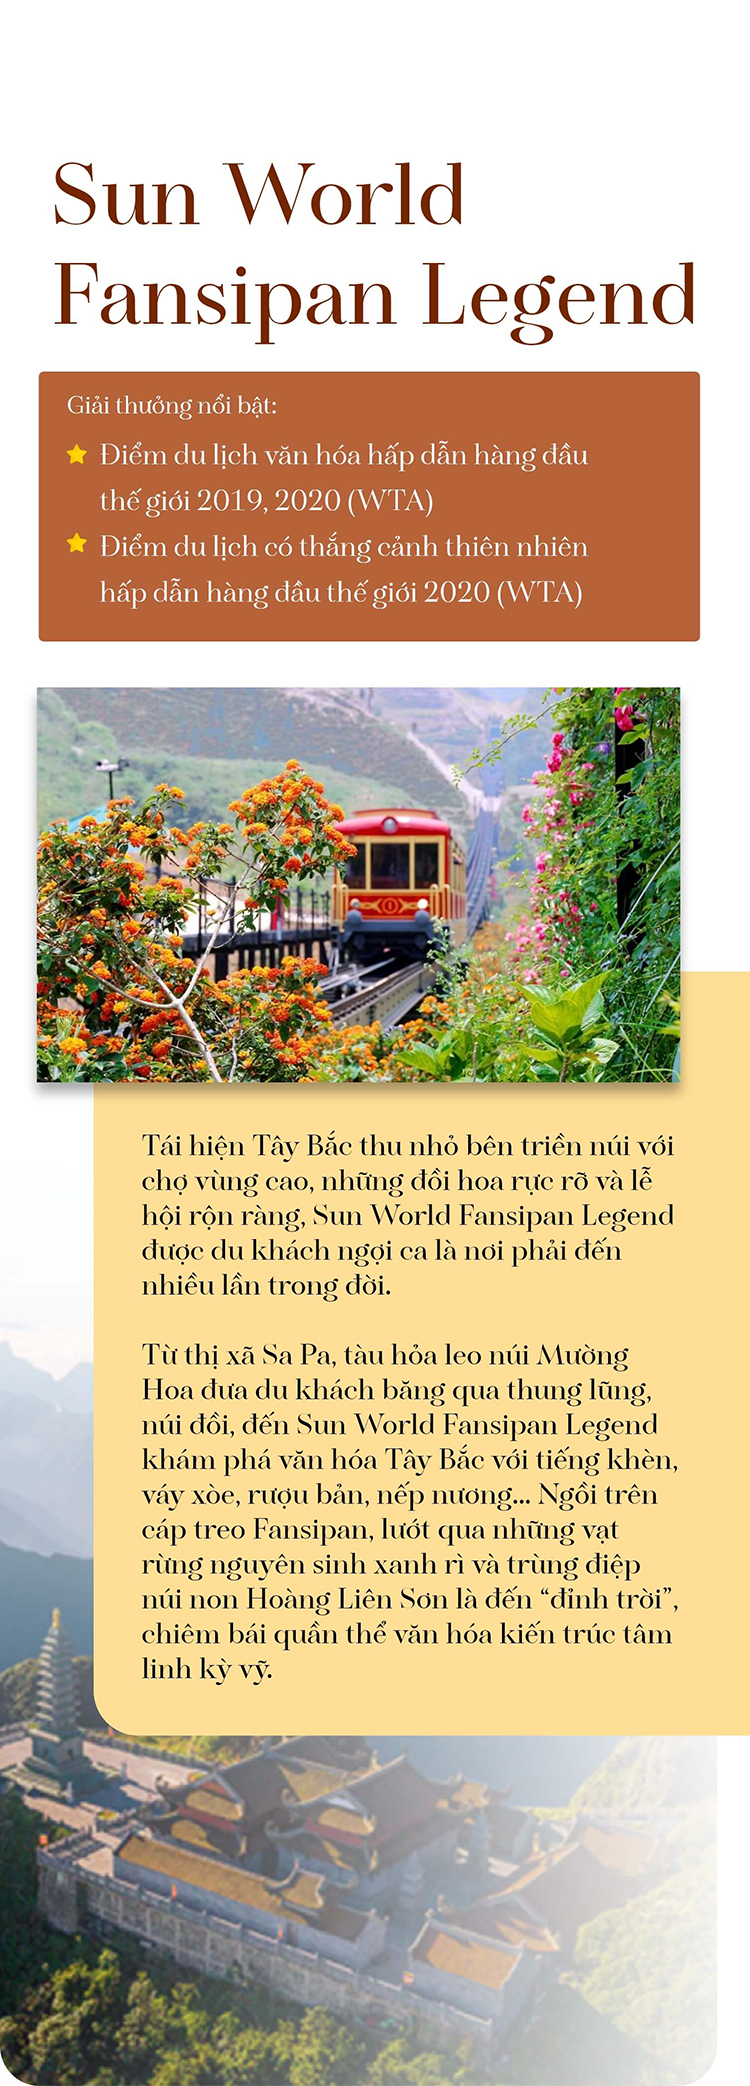 Sun World
Fansipan Legend
Giải thưởng nổi bật:
Điểm du lịch văn hóa hấp dẫn hàng đầu
thế giới 2019, 2020 (WTA)
Điểm du lịch có thắng cảnh thiên nhiên
hấp dẫn hàng đầu thế giới 2020 (WTA)
Tái hiện Tây Bắc thu nhỏ bên triền núi với
chợ vùng cao, những đồi hoa rực rỡ và lễ
hội rộn ràng, Sun World Fansipan Legend
được du khách ngợi ca là nơi phải đến
nhiều lần trong đời.
Từ thị xã Sa Pa, tàu hỏa leo núi Mường
Hoa đưa du khách băng qua thung lũng,
núi đồi, đến Sun World Fansipan Legend
khám phá văn hóa Tây Bắc với tiếng khèn,
váy xòe, rượu bản, nếp nương... Ngồi trên
cáp treo Fansipan, lướt qua những vạt
rừng nguyên sinh xanh rì và trùng điệp
núi non Hoàng Liên Sơn là đến “đỉnh trời”,
chiêm bái quần thể văn hóa kiến trúc tâm
linh kỳ vỹ.